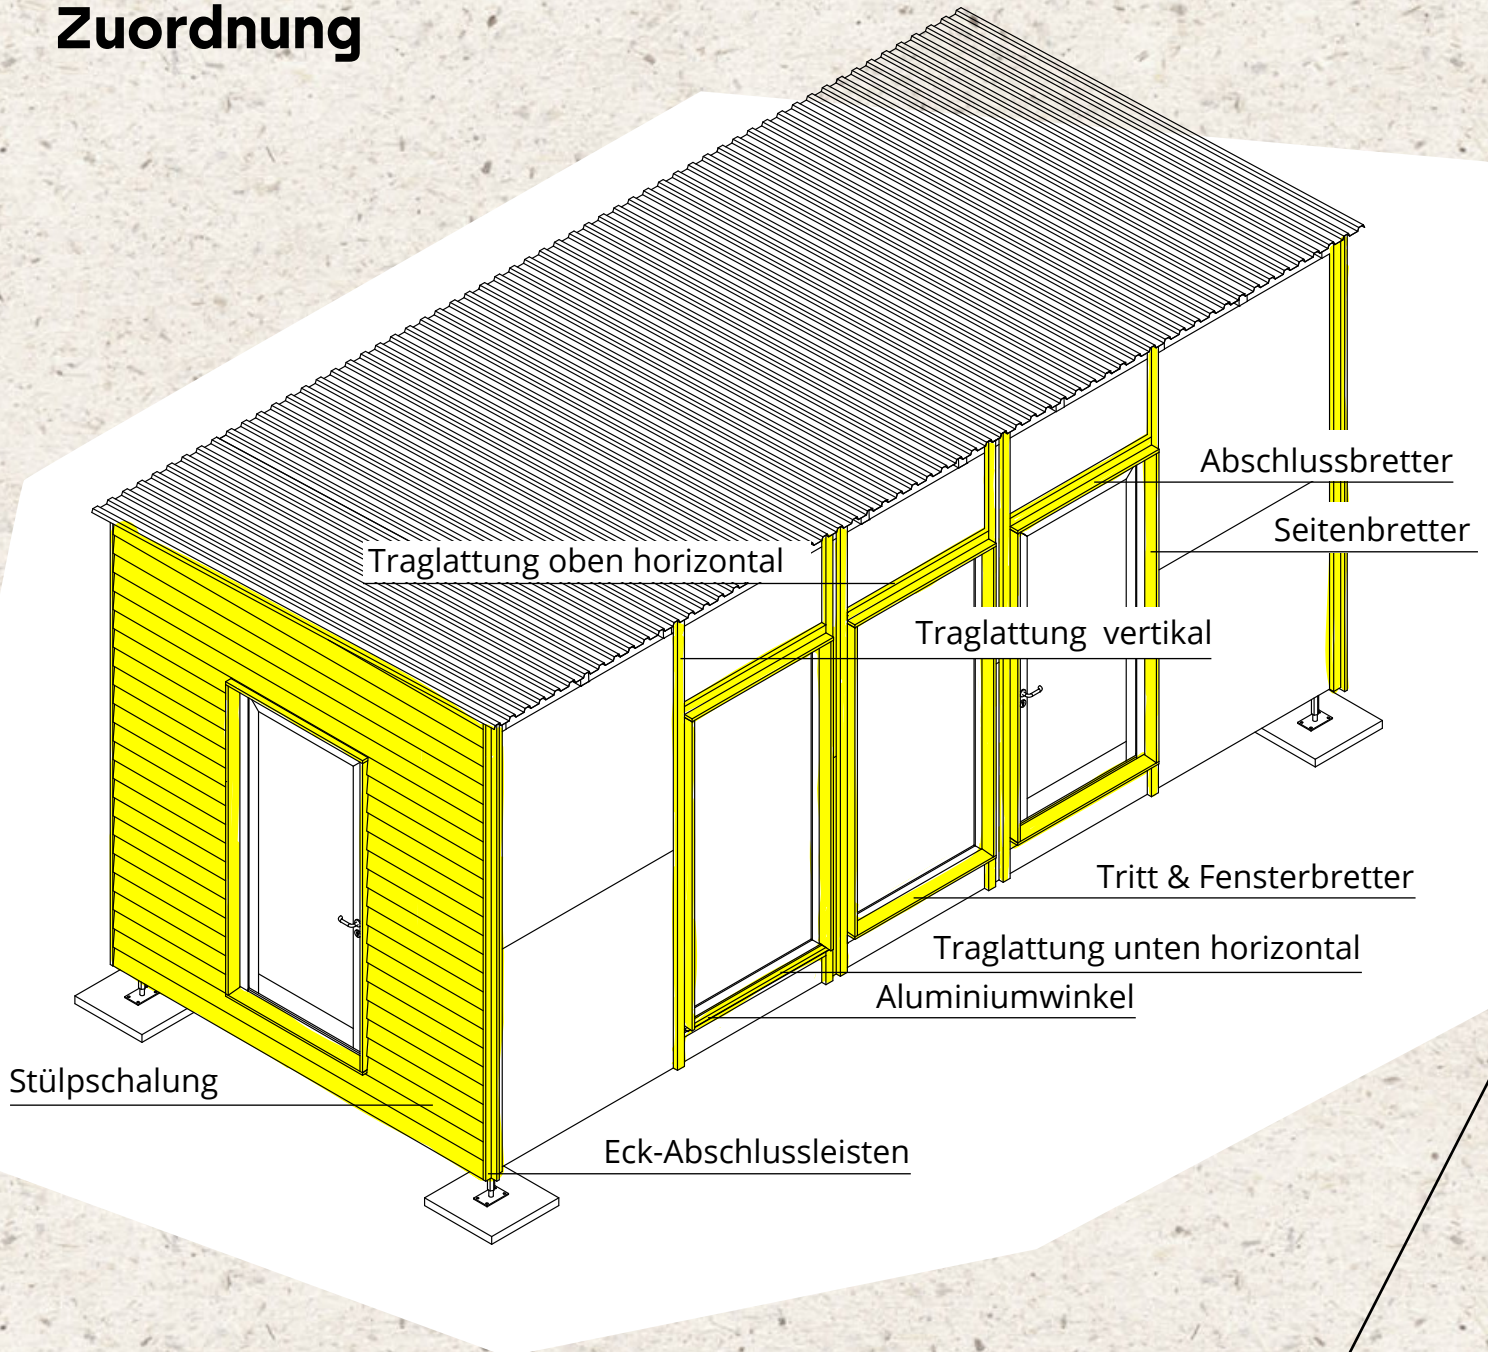 Zuordnung
Abschlussbretter
Seitenbretter
Traglattung oben horizontal
Traglattung vertikal
Tritt & Fensterbretter
Traglattung unten horizontal
Aluminiumwinkel
Stülpschalung
Eck-Abschlussleisten